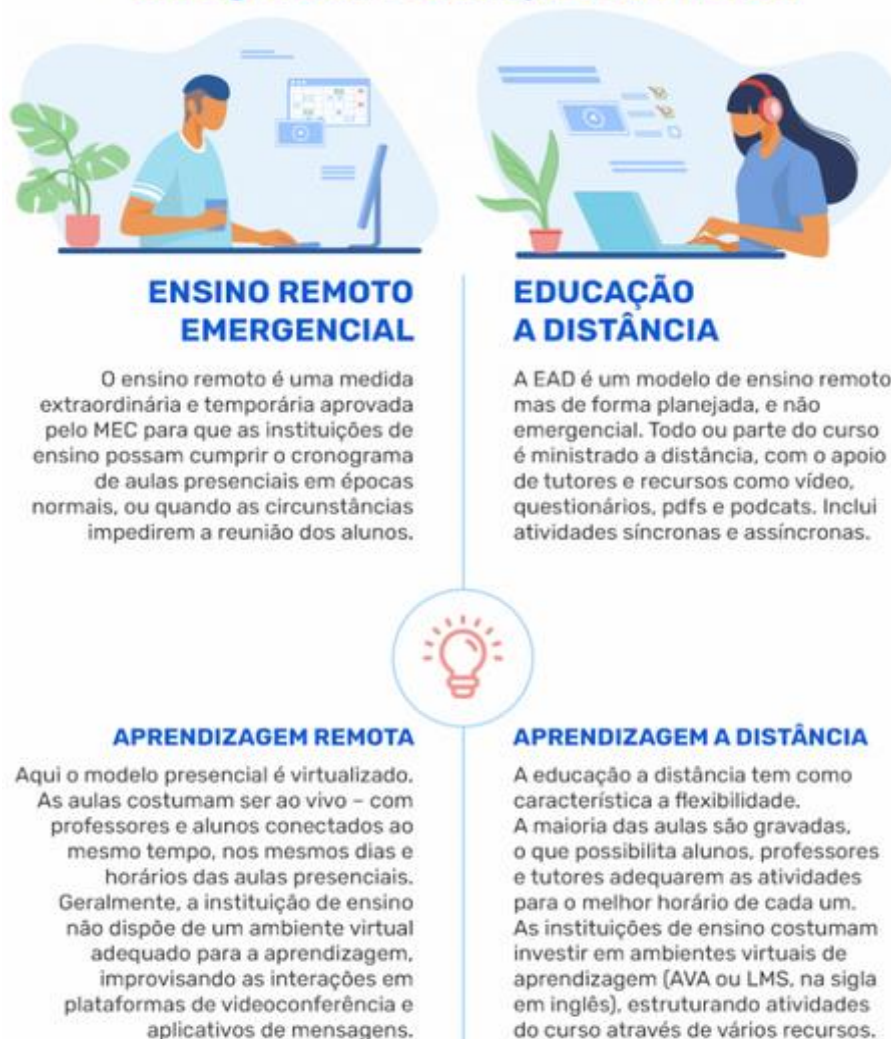 ENSINO REMOTO
EMERGENCIAL
O ensino remoto é uma medida
extraordinária e temporária aprovada
pelo MEC para que as instituições de
ensino possam cumprir o cronograma
de aulas presenciais em épocas
normais, ou quando as circunstâncias
impedirem a reunião dos alunos.
EDUCAÇÃO
A DISTÂNCIA
A EAD é um modelo de ensino remoto
mas de forma planejada, e não
emergencial. Todo ou parte do curso
é ministrado a distância, com o apoio
de tutores e recursos como vídeo,
questionários, pdfs e podcats. Inclui
atividades síncronas e assíncronas.
APRENDIZAGEM REMOTA
Aqui o modelo presencial é virtualizado.
As aulas costumam ser ao vivo – com
professores e alunos conectados ao
mesmo tempo, nos mesmos dias e
horários das aulas presenciais.
Geralmente, a instituição de ensino
não dispõe de um ambiente virtual
adequado para a aprendizagem,
improvisando as interações em
plataformas de videoconferência e
aplicativos de mensagens.
APRENDIZAGEM A DISTÂNCIA
A educação a distância tem como
característica a flexibilidade.
A maioria das aulas são gravadas,
o que possibilita alunos, professores
e tutores adequarem as atividades
para o melhor horário de cada um.
As instituições de ensino costumam
investir em ambientes virtuais de
aprendizagem (AVA ou LMS, na sigla
em inglês), estruturando atividades
do curso através de vários recursos.